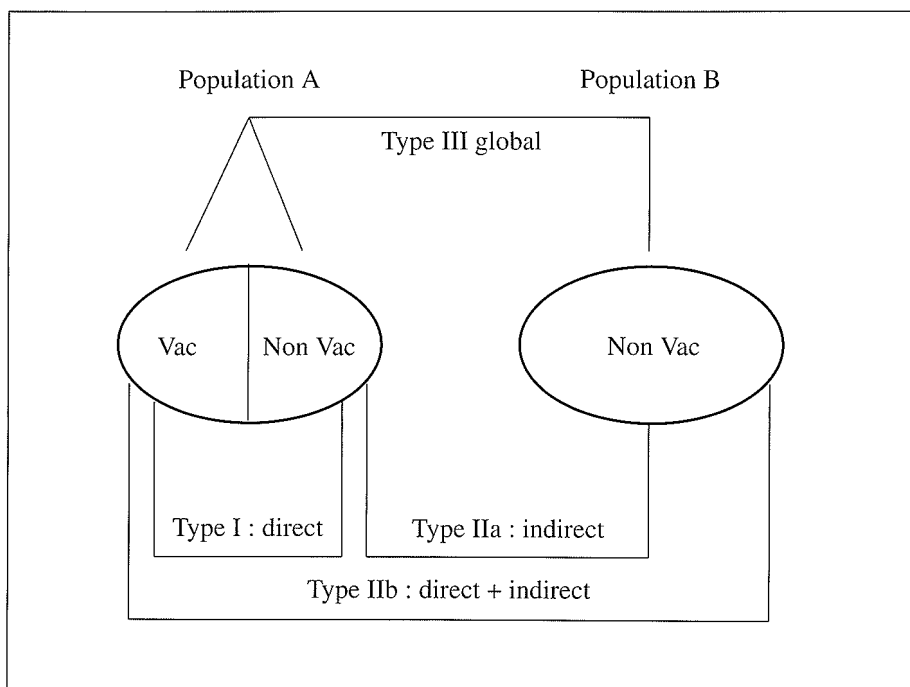 Population A
Population B
Type III global
Vac
Non Vac
Non Vac
Type I : direct
Type IIa : indirect
Type IIb : direct + indirect